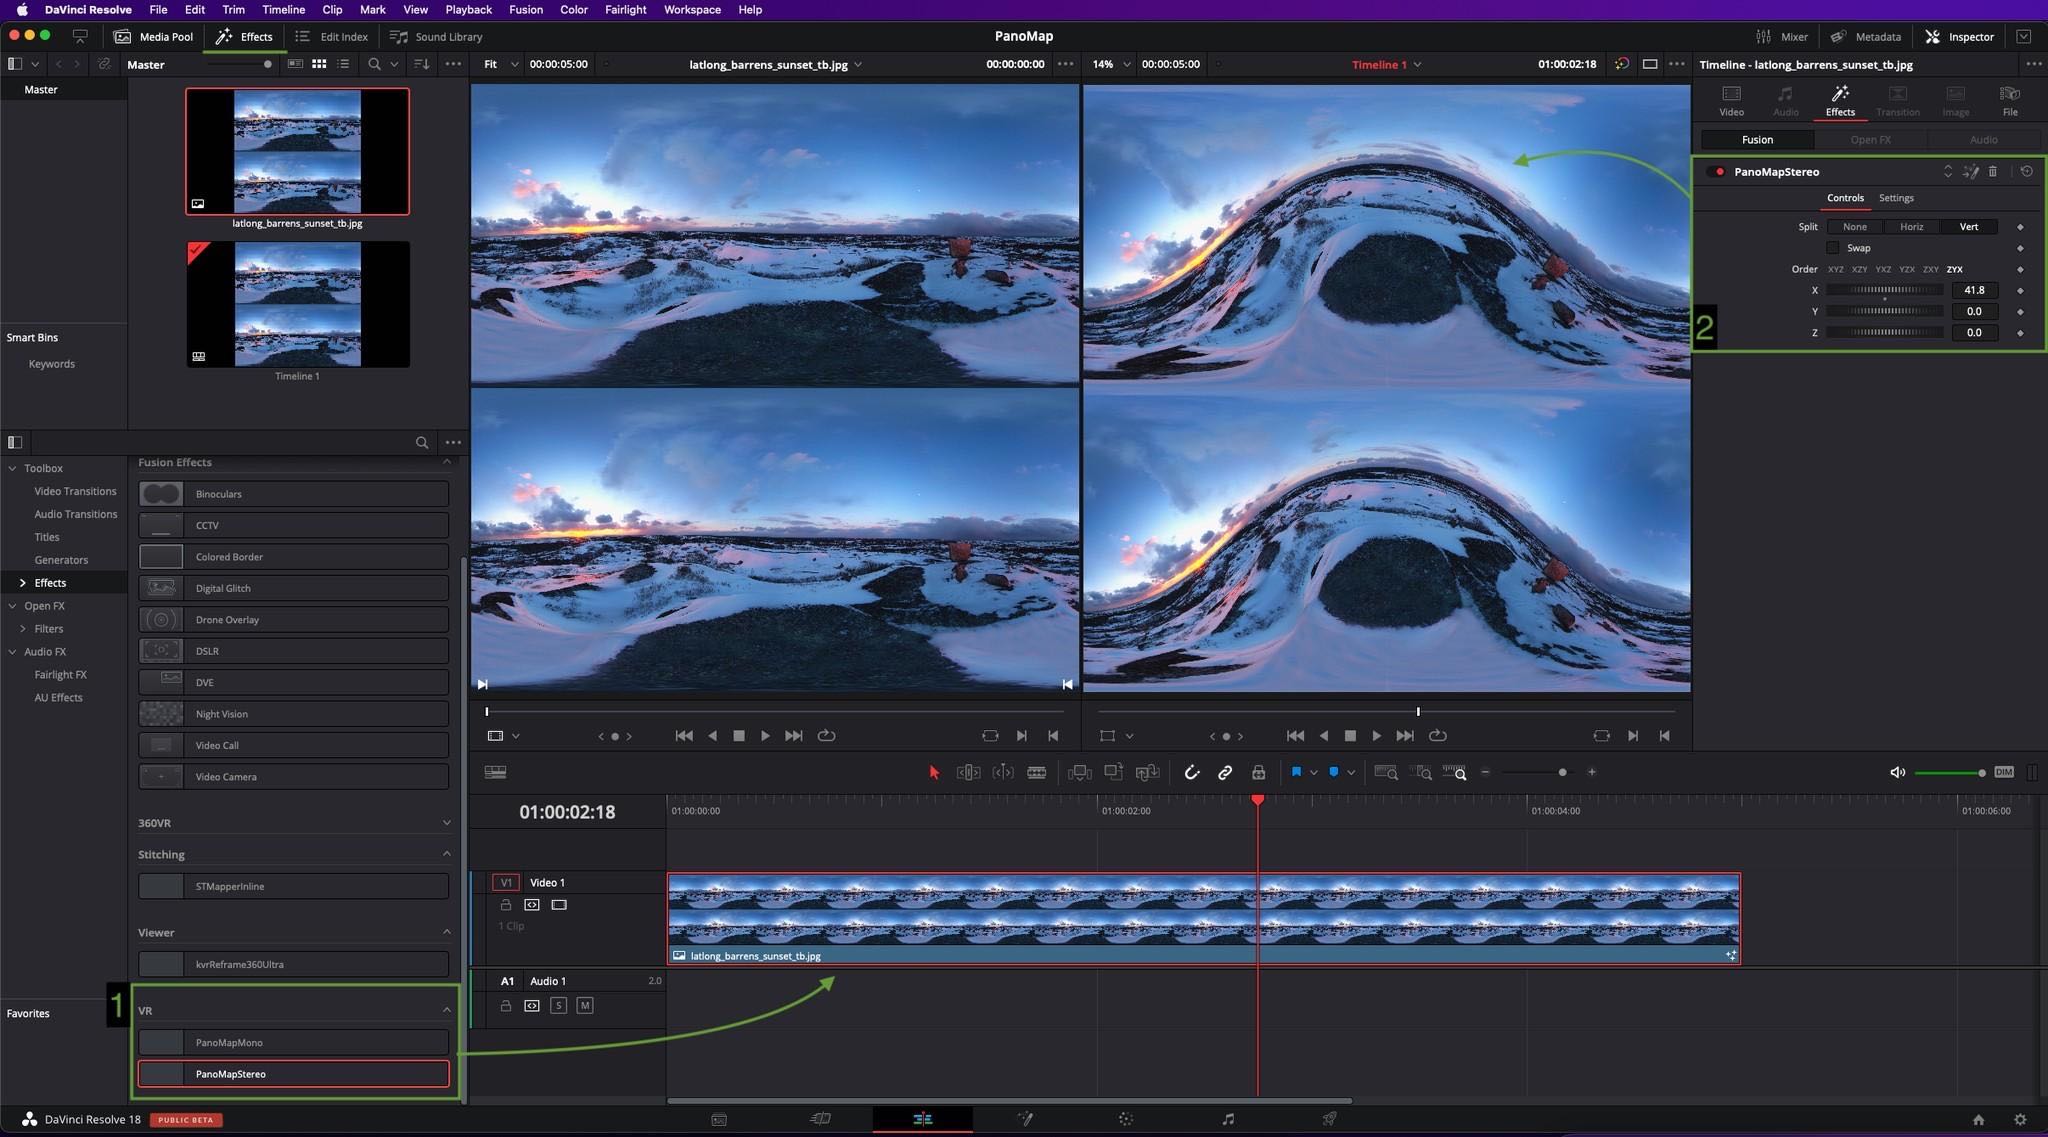 DaVinci Resolve File Edit Trim Timeline Clip Mark View Playback Fusion Color Fairlight Workspace Help
Media Pool Effects Edit Index Sound Library PanoMap Mixer Metadata Inspector
Master Fit 00:00:05:00 latlong_barrens_sunset_tb.jpg 00:00:00:00 14% 00:00:05:00 Timeline 1 01:00:02:18 Timeline - latlong_barrens_sunset_tb.jpg
Master
Video Audio Effects Transition Image File
Fusion Open FX Audio
PanoMapStereo
Controls Settings
latlong_barrens_sunset_tb.jpg
Split None Horiz Vert
Swap
Order XYZ XZY YXZ YZX ZXY ZYX
X 41.8
Y 0.0
2
Z 0.0
Smart Bins
Keywords
Timeline 1
Toolbox
Video Transitions
Audio Transitions
Titles
Generators
Effects
Open FX
Filters
Audio FX
Fairlight FX
AU Effects
Favorites
Fusion Effects
Binoculars
CCTV
Colored Border
Digital Glitch
Drone Overlay
DSLR
DVE
Night Vision
Video Call
Video Camera
360VR
Stitching
STMapperInline
Viewer
kvrReframe360Ultra
1
VR
PanoMapMono
PanoMapStereo
DIM
01:00:02:18 01:00:00:00 01:00:02:00 01:00:04:00 01:00:06:00
V1 Video 1
1 Clip
latlong_barrens_sunset_tb.jpg
A1 Audio 1 2.0
S M
DaVinci Resolve 18 PUBLIC BETA